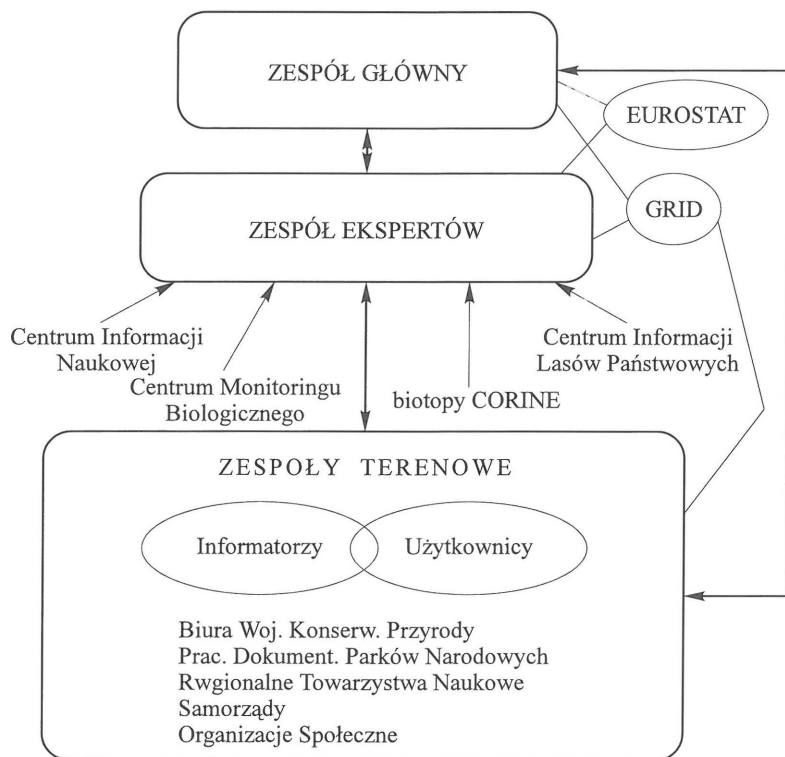 ZESPÓŁ GŁÓWNY
EUROSTAT
ZESPÓŁ EKSPERTÓW
GRID
Centrum Informacji
Naukowej
Centrum Monitoringu
Biologicznego
biotopy CORINE
Centrum Informacji
Lasów Państwowych
ZESPOŁY TERENOWE
Informatorzy
Użytkownicy
Biura Woj. Konserw. Przyrody
Prac. Dokument. Parków Narodowych
Rwgionalne Towarzystwa Naukowe
Samorządy
Organizacje Społeczne